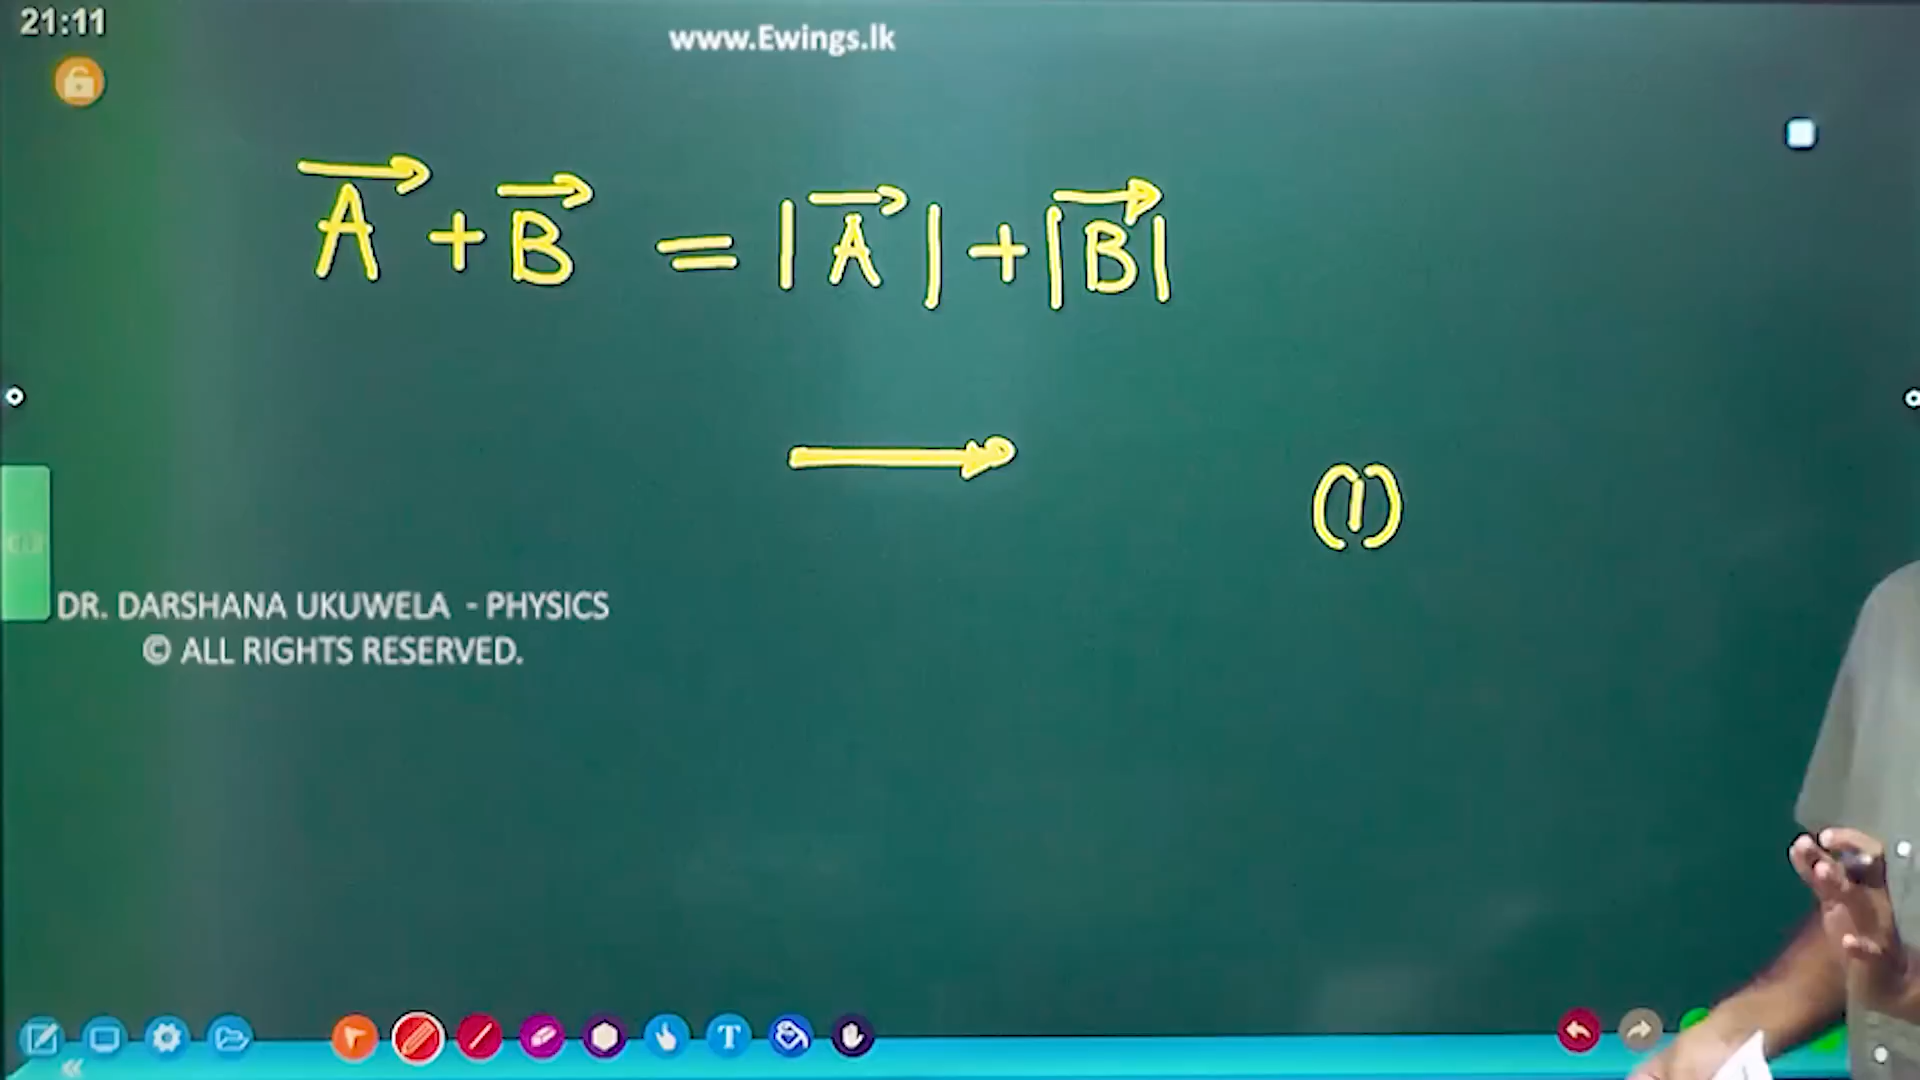 21:11
www.Ewings.lk
A⃗ + B⃗ = |A⃗| + |B⃗|
(1)
DR. DARSHANA UKUWELA - PHYSICS
© ALL RIGHTS RESERVED.
T